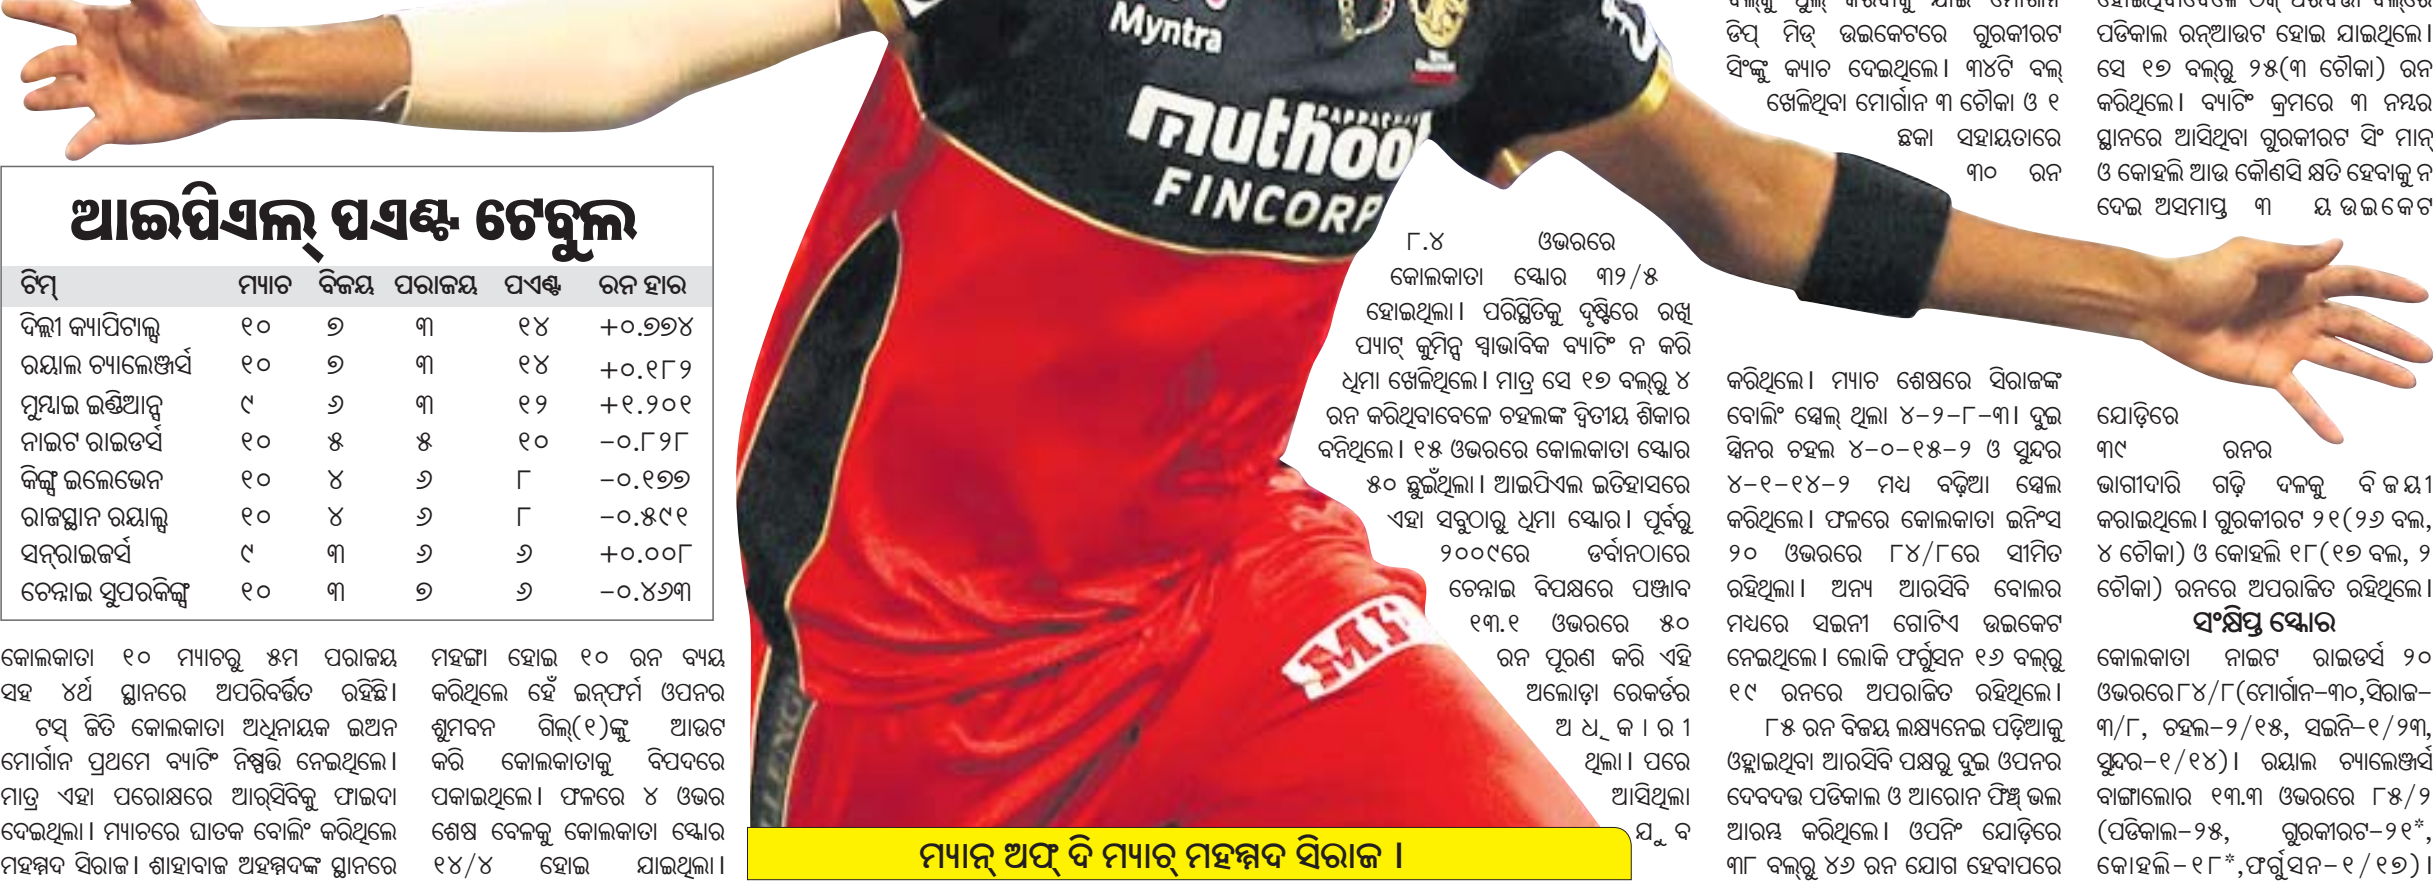 Myntra
muthoo
FINCORP
ଆଇପିଏଲ୍ ପଏଣ୍ଟ ଟେବୁଲ
ଟିମ୍ ମ୍ୟାଚ ବିଜୟ ପରାଜୟ ପଏଣ୍ଟ ରନ ହାର
ଦିଲ୍ଲୀ କ୍ୟାପିଟାଲ୍ସ ୧୦ ୭ ୩ ୧୪ +୦.୭୭୪
ରୟାଲ ଚ୍ୟାଲେଞ୍ଜର୍ସ ୧୦ ୭ ୩ ୧୪ +୦.୧୮୨
ମୁମ୍ବାଇ ଇଣ୍ଡିଆନ୍ସ ୯ ୬ ୩ ୧୨ +୧.୨୦୧
ନାଇଟ ରାଇଡର୍ସ ୧୦ ୫ ୫ ୧୦ –୦.୮୨୮
କିଙ୍ଗ୍ସ ଇଲେଭେନ ୧୦ ୪ ୬ ୮ –୦.୧୭୭
ରାଜସ୍ଥାନ ରୟାଲ୍ସ ୧୦ ୪ ୬ ୮ –୦.୫୯୧
ସନ୍‌ରାଇଜର୍ସ ୯ ୩ ୬ ୬ +୦.୦୦୮
ଚେନ୍ନାଇ ସୁପରକିଙ୍ଗ୍ସ ୧୦ ୩ ୭ ୬ –୦.୪୬୩
କୋଲକାତା ୧୦ ମ୍ୟାଚରୁ ୫ମ ପରାଜୟ
ସହ ୪ର୍ଥ ସ୍ଥାନରେ ଅପରିବର୍ତ୍ତିତ ରହିଛି।
ଟସ୍ ଜିତି କୋଲକାତା ଅଧିନାୟକ ଇଅନ
ମୋର୍ଗାନ ପ୍ରଥମେ ବ୍ୟାଟିଂ ନିଷ୍ପତ୍ତି ନେଇଥିଲେ।
ମାତ୍ର ଏହା ପରୋକ୍ଷରେ ଆର୍‌ସିବିକୁ ଫାଇଦା
ଦେଇଥିଲା। ମ୍ୟାଚରେ ଘାତକ ବୋଲିଂ କରିଥିଲେ
ମହମ୍ମଦ ସିରାଜ। ଶାହାବାଜ ଅହମ୍ମଦଙ୍କ ସ୍ଥାନରେ
ମହଙ୍ଗା ହୋଇ ୧୦ ରନ ବ୍ୟୟ
କରିଥିଲେ ହେଁ ଇନ୍‌ଫର୍ମ ଓପନର
ଶୁମବନ ଗିଲ୍(୧)ଙ୍କୁ ଆଉଟ
କରି କୋଲକାତାକୁ ବିପଦରେ
ପକାଇଥିଲେ। ଫଳରେ ୪ ଓଭର
ଶେଷ ବେଳକୁ କୋଲକାତା ସ୍କୋର
୧୪/୪ ହୋଇ ଯାଇଥିଲା।
ମ୍ୟାନ୍ ଅଫ୍ ଦି ମ୍ୟାଚ୍ ମହମ୍ମଦ ସିରାଜ ।
୮.୪ ଓଭରରେ
କୋଲକାତା ସ୍କୋର ୩୨/୫
ହୋଇଥିଲା। ପରିସ୍ଥିତିକୁ ଦୃଷ୍ଟିରେ ରଖି
ପ୍ୟାଟ୍ କୁମିନ୍ସ ସ୍ୱାଭାବିକ ବ୍ୟାଟିଂ ନ କରି
ଧିମା ଖେଳିଥିଲେ। ମାତ୍ର ସେ ୧୭ ବଲ୍‌ରୁ ୪
ରନ କରିଥିବାବେଳେ ଚହଲଙ୍କ ଦ୍ୱିତୀୟ ଶିକାର
ବନିଥିଲେ। ୧୫ ଓଭରରେ କୋଲକାତା ସ୍କୋର
୫୦ ଛୁଇଁଥିଲା। ଆଇପିଏଲ ଇତିହାସରେ
ଏହା ସବୁଠାରୁ ଧିମା ସ୍କୋର। ପୂର୍ବରୁ
୨୦୦୯ରେ ଡର୍ବାନଠାରେ
ଚେନ୍ନାଇ ବିପକ୍ଷରେ ପଞ୍ଜାବ
୧୩.୧ ଓଭରରେ ୫୦
ରନ ପୂରଣ କରି ଏହି
ଅଲୋଡ଼ା ରେକର୍ଡର
ଅଧିକାରୀ
ଥିଲା। ପରେ
ଆସିଥିଲା
ଯୁବ
ବଲ୍‌କୁ ପୁଲ୍ କରିବାକୁ ଯାଇ ମୋର୍ଗାନ
ଡିପ୍ ମିଡ୍ ଉଇକେଟରେ ଗୁରକୀରଟ
ସିଂଙ୍କୁ କ୍ୟାଚ ଦେଇଥିଲେ। ୩୪ଟି ବଲ୍
ଖେଳିଥିବା ମୋର୍ଗାନ ୩ ଚୌକା ଓ ୧
ଛକା ସହାୟତାରେ
୩୦ ରନ
କରିଥିଲେ। ମ୍ୟାଚ ଶେଷରେ ସିରାଜଙ୍କ
ବୋଲିଂ ସ୍ପେଲ୍ ଥିଲା ୪–୨–୮–୩। ଦୁଇ
ସ୍ପିନର ଚହଲ ୪–୦–୧୫–୨ ଓ ସୁନ୍ଦର
୪–୧–୧୪–୨ ମଧ୍ୟ ବଢ଼ିଆ ସ୍ପେଲ
କରିଥିଲେ। ଫଳରେ କୋଲକାତା ଇନିଂସ
୨୦ ଓଭରରେ ୮୪/୮ରେ ସୀମିତ
ରହିଥିଲା। ଅନ୍ୟ ଆରସିବି ବୋଲର
ମଧ୍ୟରେ ସଇନୀ ଗୋଟିଏ ଉଇକେଟ
ନେଇଥିଲେ। ଲୋକି ଫର୍ଗୁସନ ୧୬ ବଲ୍‌ରୁ
୧୯ ରନରେ ଅପରାଜିତ ରହିଥିଲେ।
୮୫ ରନ ବିଜୟ ଲକ୍ଷ୍ୟନେଇ ପଡ଼ିଆକୁ
ଓହ୍ଲାଇଥିବା ଆରସିବି ପକ୍ଷରୁ ଦୁଇ ଓପନର
ଦେବଦତ୍ତ ପଡିକାଲ ଓ ଆରୋନ ଫିଞ୍ଚ୍ ଭଲ
ଆରମ୍ଭ କରିଥିଲେ। ଓପନିଂ ଯୋଡ଼ିରେ
୩୮ ବଲ୍‌ରୁ ୪୬ ରନ ଯୋଗ ହେବାପରେ
ହୋଇଥିବାବେଳେ ଠିକ୍ ପରବର୍ତ୍ତୀ ବଲ୍‌ରେ
ପଡିକାଲ ରନ୍‌ଆଉଟ ହୋଇ ଯାଇଥିଲେ।
ସେ ୧୭ ବଲ୍‌ରୁ ୨୫(୩ ଚୌକା) ରନ
କରିଥିଲେ। ବ୍ୟାଟିଂ କ୍ରମରେ ୩ ନମ୍ବର
ସ୍ଥାନରେ ଆସିଥିବା ଗୁରକୀରଟ ସିଂ ମାନ୍
ଓ କୋହଲି ଆଉ କୌଣସି କ୍ଷତି ହେବାକୁ ନ
ଦେଇ ଅସମାପ୍ତ ୩ ୟ ଉଇକେଟ
ଯୋଡ଼ିରେ
୩୯ ରନର
ଭାଗୀଦାରି ଗଢ଼ି ଦଳକୁ ବିଜୟୀ
କରାଇଥିଲେ। ଗୁରକୀରଟ ୨୧(୨୬ ବଲ,
୪ ଚୌକା) ଓ କୋହଲି ୧୮(୧୭ ବଲ, ୨
ଚୌକା) ରନରେ ଅପରାଜିତ ରହିଥିଲେ।
ସଂକ୍ଷିପ୍ତ ସ୍କୋର
କୋଲକାତା ନାଇଟ ରାଇଡର୍ସ ୨୦
ଓଭରରେ ୮୪/୮(ମୋର୍ଗାନ–୩୦,ସିରାଜ–
୩/୮, ଚହଲ–୨/୧୫, ସଇନି–୧/୨୩,
ସୁନ୍ଦର–୧/୧୪)। ରୟାଲ ଚ୍ୟାଲେଞ୍ଜର୍ସ
ବାଙ୍ଗାଲୋର ୧୩.୩ ଓଭରରେ ୮୫/୨
(ପଡିକାଲ–୨୫, ଗୁରକୀରଟ–୨୧*,
କୋହଲି–୧୮*,ଫର୍ଗୁସନ–୧/୧୭)।